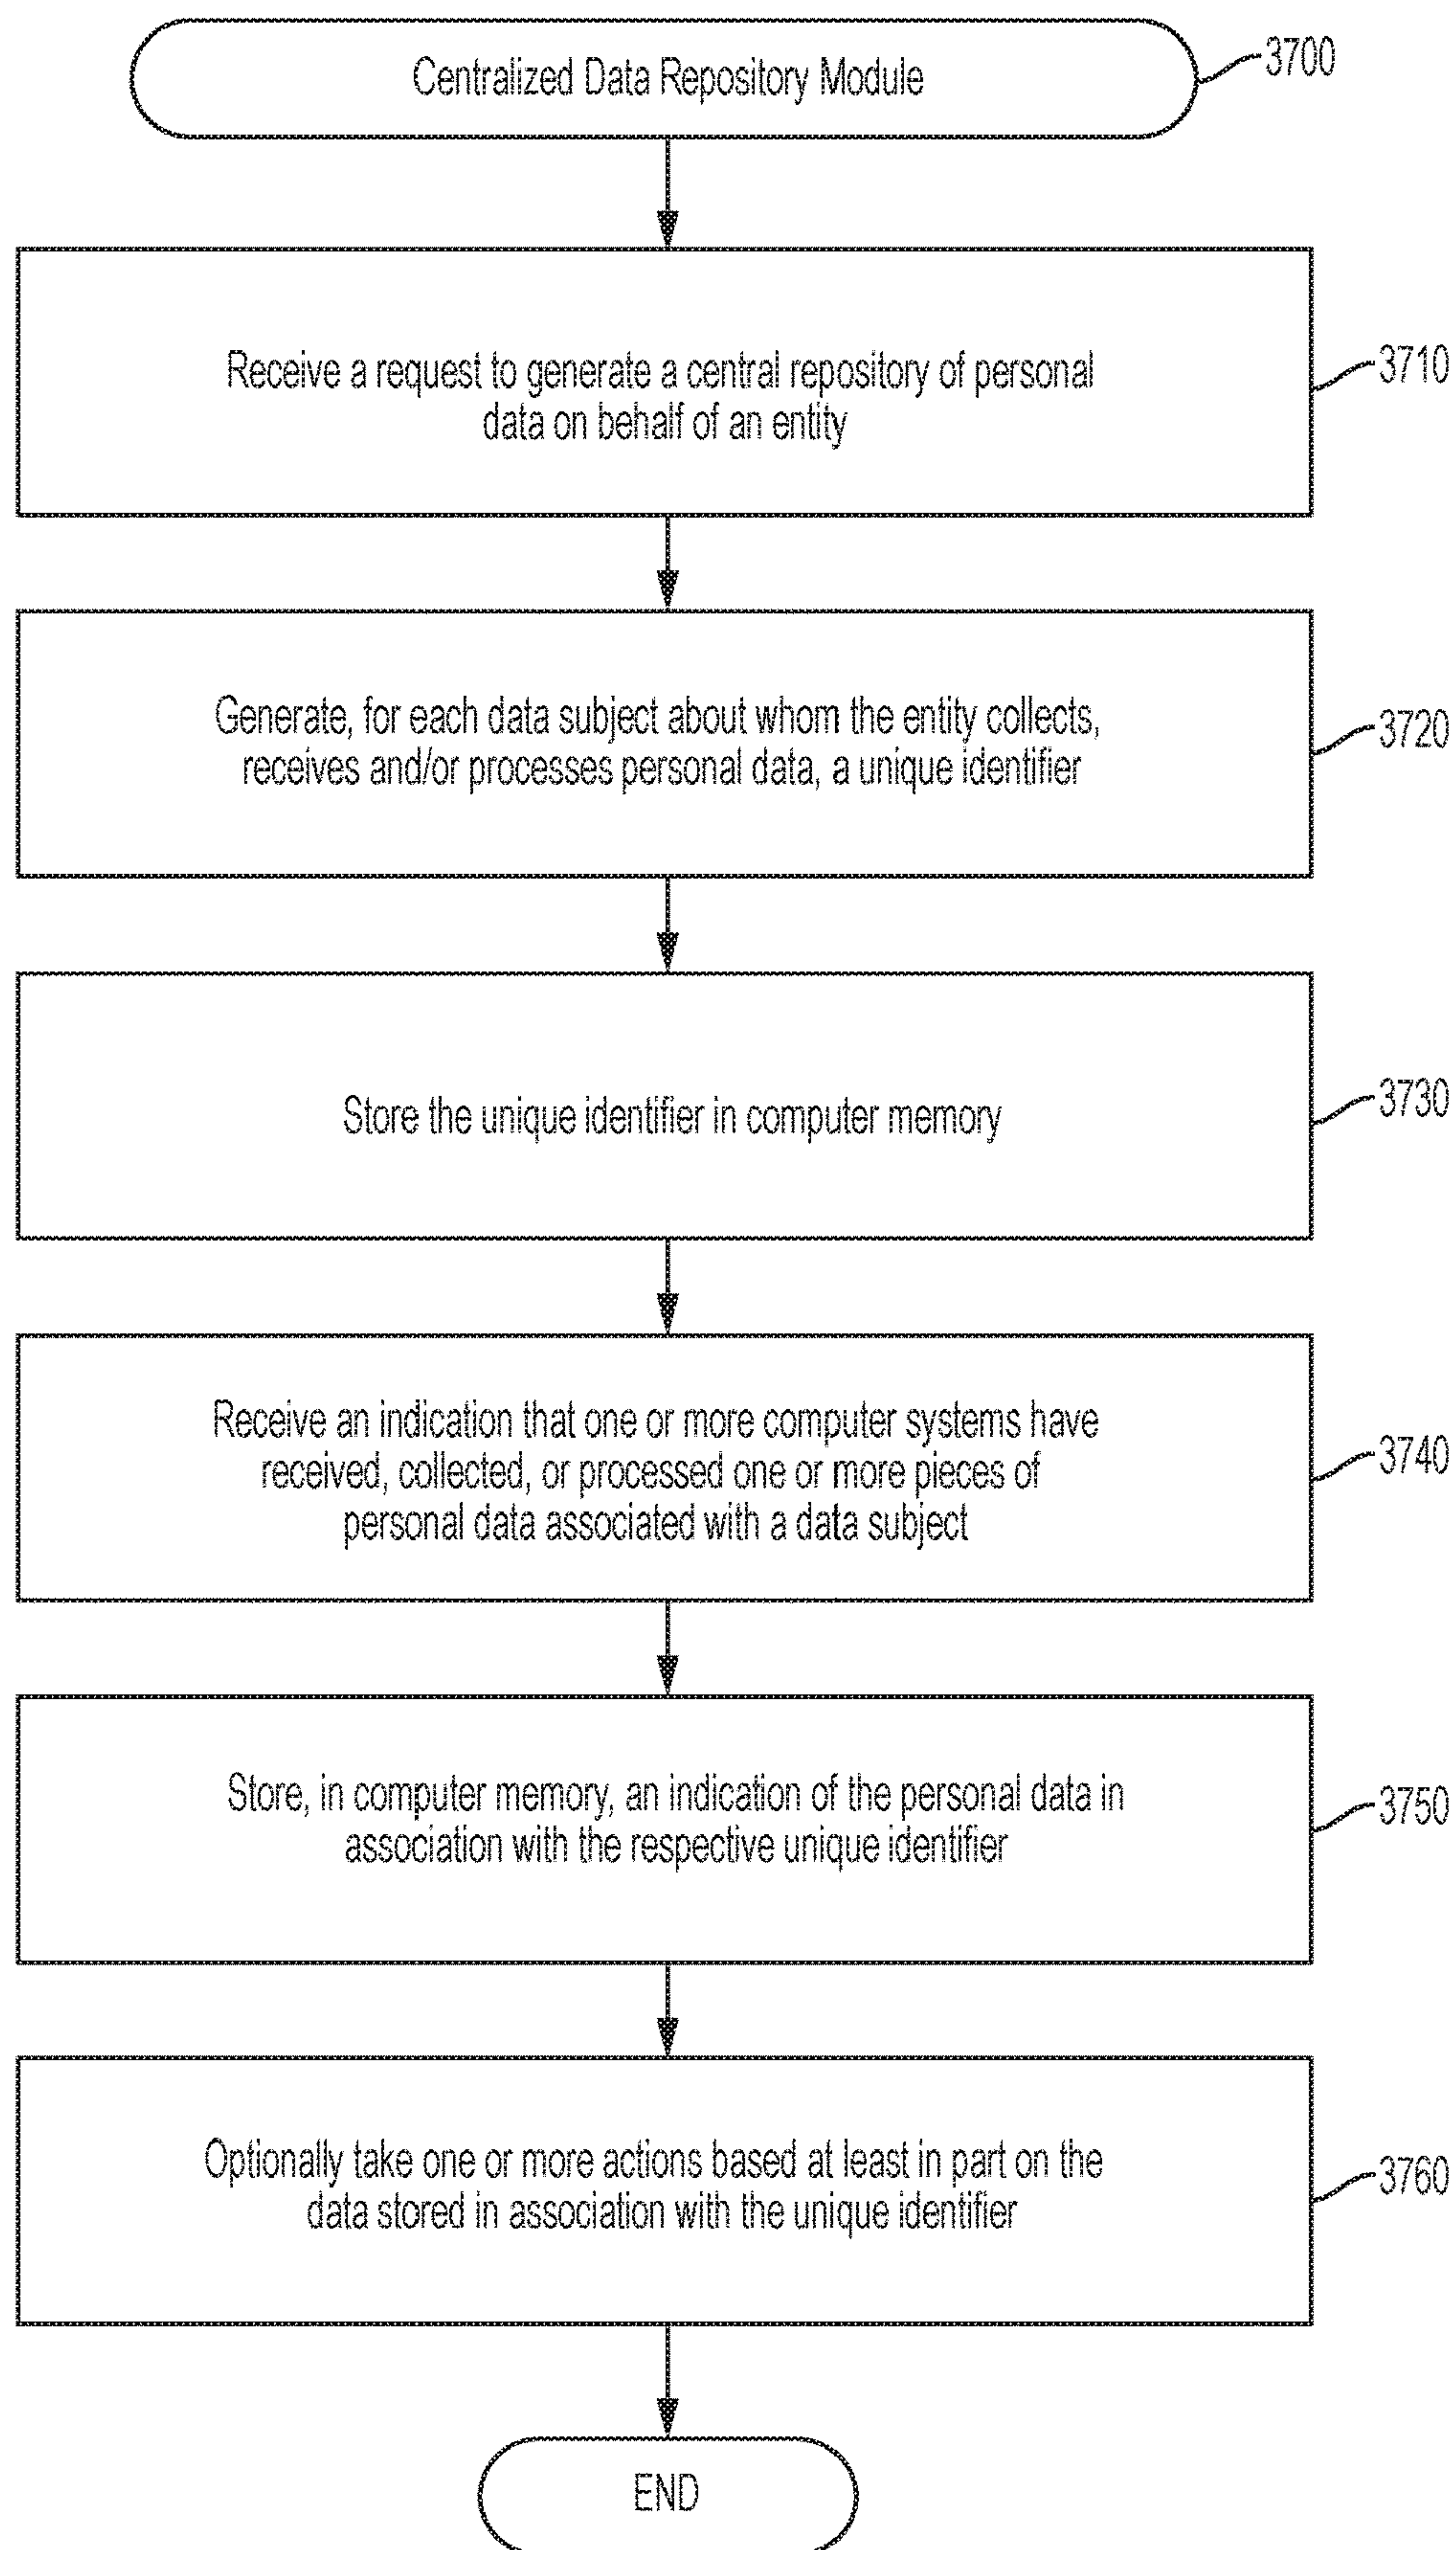 Centralized Data Repository Module
3700
Receive a request to generate a central repository of personal
data on behalf of an entity
3710
Generate, for each data subject about whom the entity collects,
receives and/or processes personal data, a unique identifier
3720
Store the unique identifier in computer memory
3730
Receive an indication that one or more computer systems have
received, collected, or processed one or more pieces of
personal data associated with a data subject
3740
Store, in computer memory, an indication of the personal data in
association with the respective unique identifier
3750
Optionally take one or more actions based at least in part on the
data stored in association with the unique identifier
3760
END